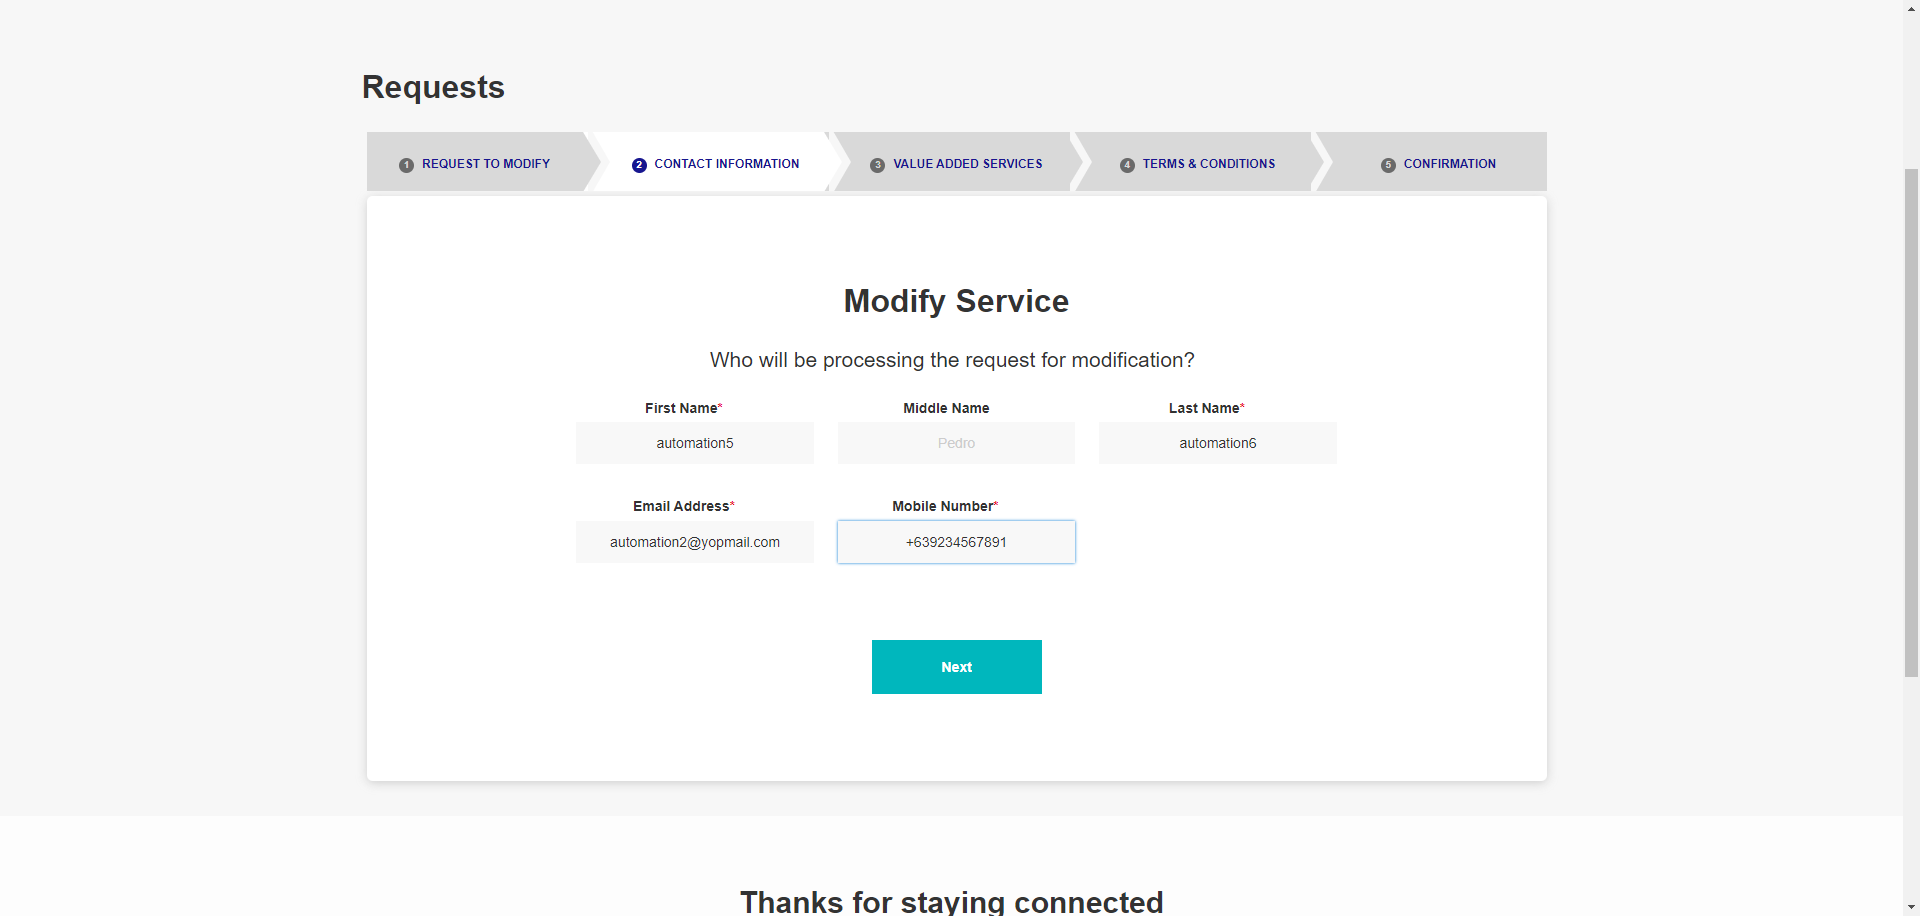 Requests
1 REQUEST TO MODIFY 2 CONTACT INFORMATION 3 VALUE ADDED SERVICES 4 TERMS & CONDITIONS 5 CONFIRMATION
Modify Service
Who will be processing the request for modification?
First Name* Middle Name Last Name*
automation5 Pedro automation6
Email Address* Mobile Number*
automation2@yopmail.com +639234567891
Next
Thanks for staying connected